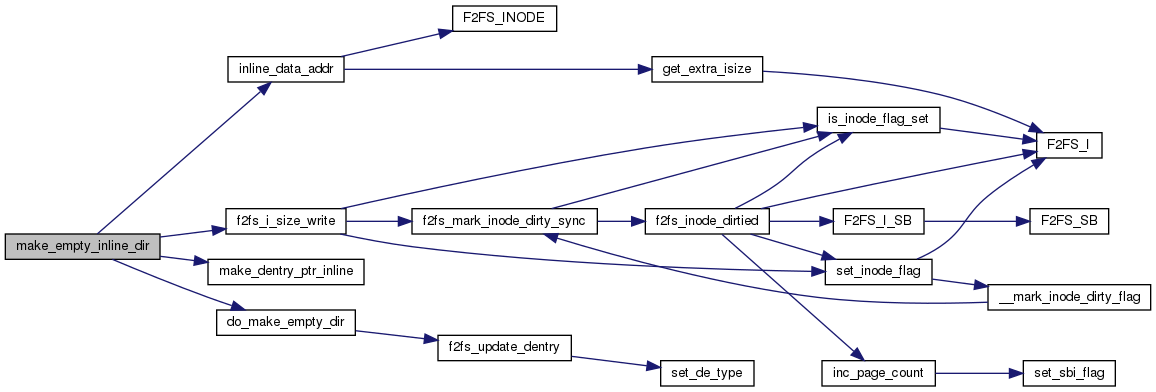 F2FS_INODE
inline_data_addr
get_extra_isize
is_inode_flag_set
F2FS_I
f2fs_i_size_write
f2fs_mark_inode_dirty_sync
f2fs_inode_dirtied
F2FS_I_SB
F2FS_SB
make_empty_inline_dir
make_dentry_ptr_inline
set_inode_flag
__mark_inode_dirty_flag
do_make_empty_dir
f2fs_update_dentry
set_de_type
inc_page_count
set_sbi_flag